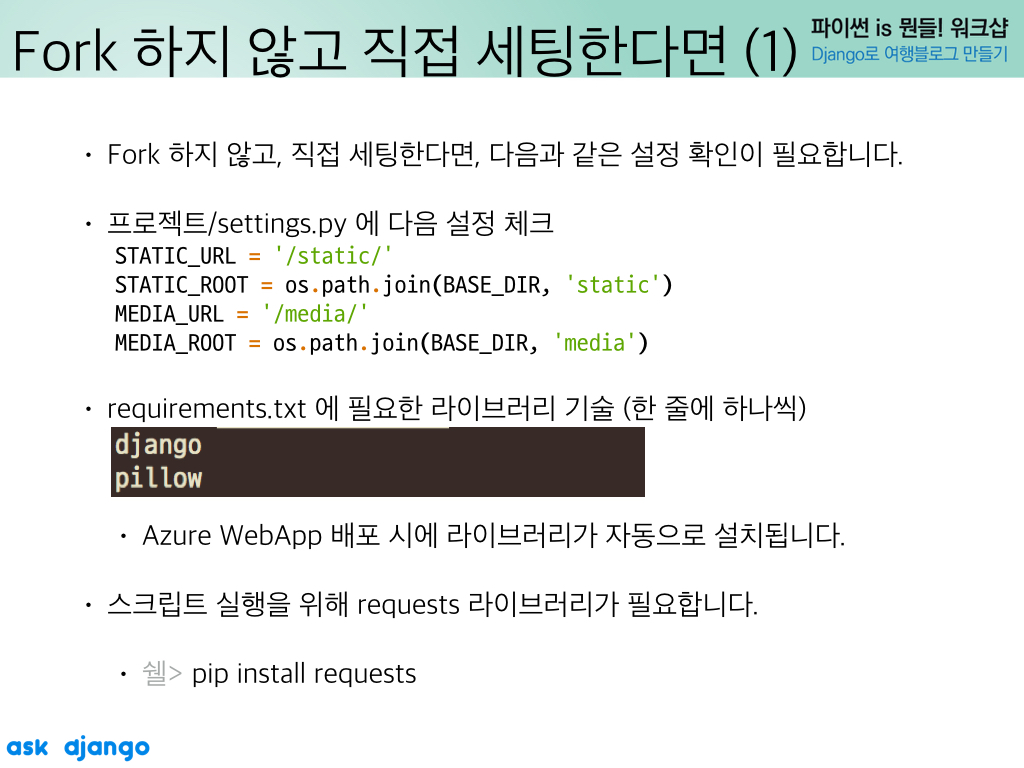 Fork 하지 않고 직접 세팅한다면 (1)
파이썬 is 뭔들! 워크샵
Django로 여행블로그 만들기
• Fork 하지 않고, 직접 세팅한다면, 다음과 같은 설정 확인이 필요합니다.
• 프로젝트/settings.py 에 다음 설정 체크
STATIC_URL = '/static/'
STATIC_ROOT = os.path.join(BASE_DIR, 'static')
MEDIA_URL = '/media/'
MEDIA_ROOT = os.path.join(BASE_DIR, 'media')
• requirements.txt 에 필요한 라이브러리 기술 (한 줄에 하나씩)
django
pillow
• Azure WebApp 배포 시에 라이브러리가 자동으로 설치됩니다.
• 스크립트 실행을 위해 requests 라이브러리가 필요합니다.
• 쉘> pip install requests
ask django